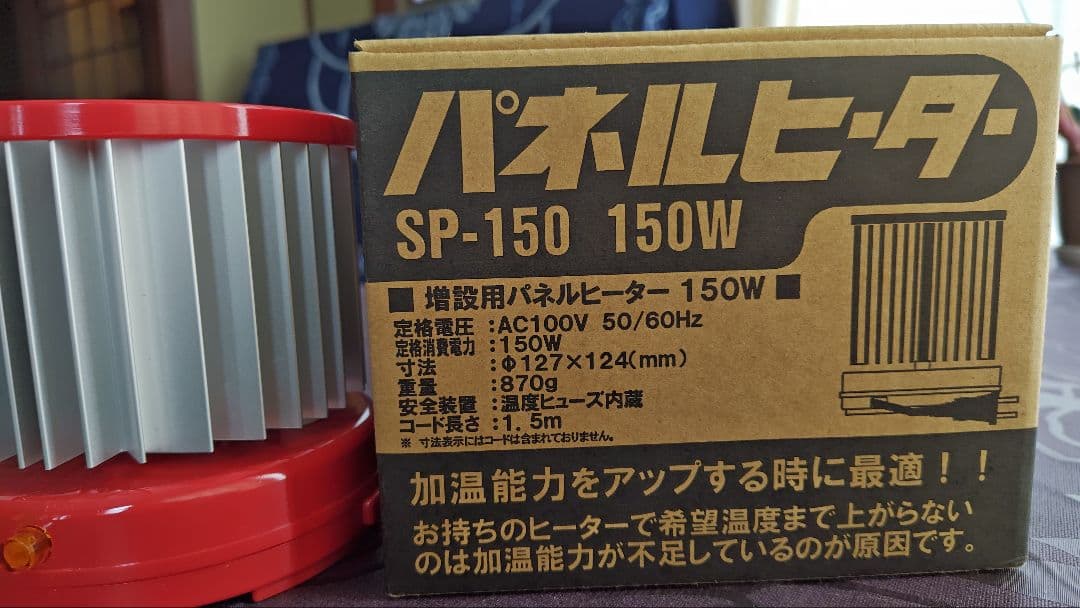 パネルヒーター
SP-150 150W
■ 増設用パネルヒーター 150W ■
定格電圧 :AC100V 50/60Hz
定格消費電力 :150W
寸法 :Φ127×124(mm)
重量 :870g
安全装置 :温度ヒューズ内蔵
コード長さ :1.5m
※ 寸法表示にはコードは含まれておりません。
加温能力をアップする時に最適!!
お持ちのヒーターで希望温度まで上がらない
のは加温能力が不足しているのが原因です。